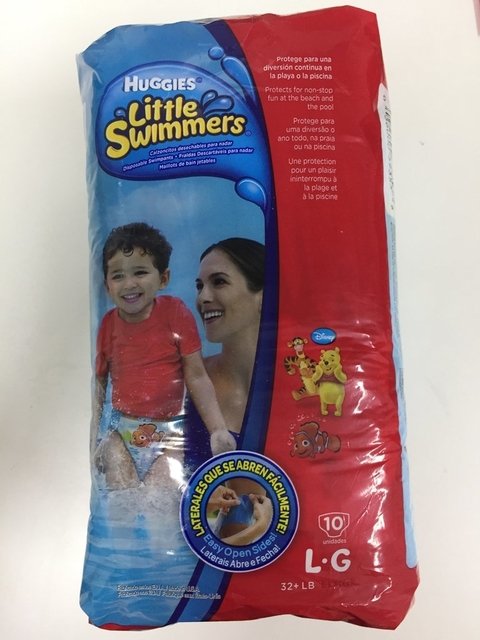 HUGGIES®
Little
Swimmers®
Calzoncitos desechables para nadar
Disposable Swimpants - Fraldas Descartáveis para nadar
Maillots de bain jetables
Protege para una
diversión continua en
la playa o la piscina
Protects for non-stop
fun at the beach and
the pool
Protege para
uma diversão o
ano todo, na praia
ou na piscina
Une protection
pour un plaisir
ininterrompu à
la plage et
à la piscine
Disney
LATERALES QUE SE ABREN FÁCILMENTE!
Easy Open Sides!
Laterais Abre e Fecha!
10
unidades
L·G
32+ LB